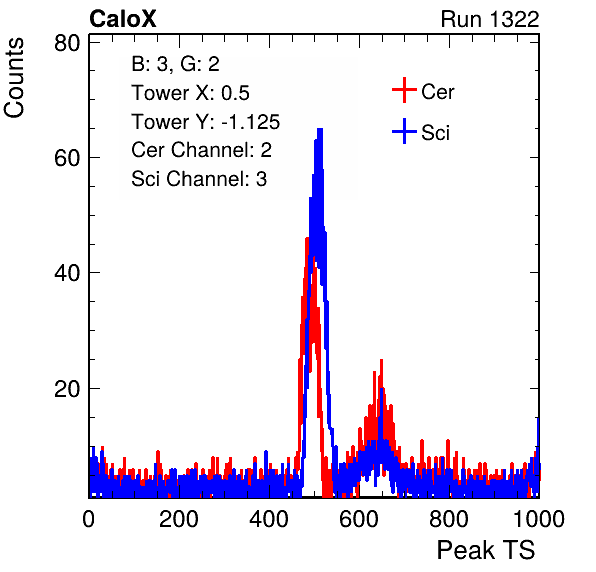 CaloX Run 1322
Counts
B: 3, G: 2
Tower X: 0.5
Tower Y: -1.125
Cer Channel: 2
Sci Channel: 3
Cer
Sci
80
60
40
20
0 200 400 600 800 1000
Peak TS